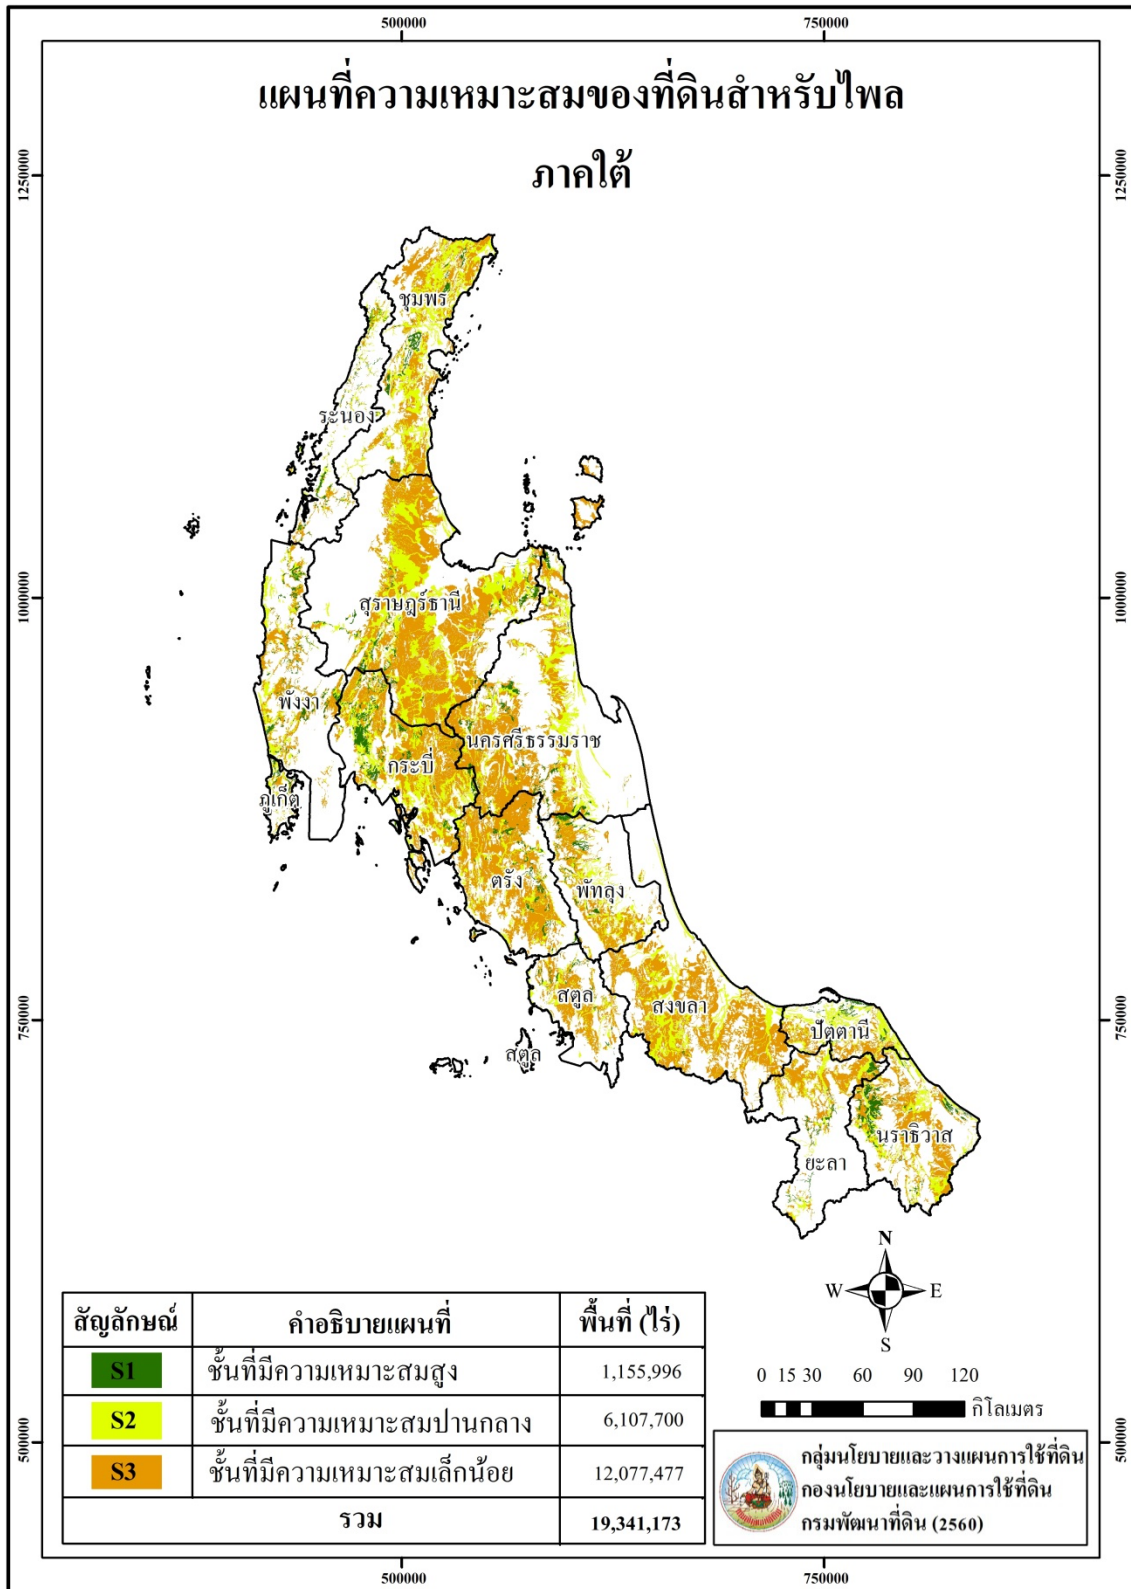 500000 750000
แผนที่ความเหมาะสมของที่ดินสำหรับไพล
ภาคใต้
1250000 1250000
ชุมพร
ระนอง
1000000 1000000
สุราษฎร์ธานี
พังงา
นครศรีธรรมราช
กระบี่
ภูเก็ต
ตรัง
พัทลุง
สตูล
สงขลา
750000 750000
ปัตตานี
สตูล
นราธิวาส
ยะลา
N
W E
S
สัญลักษณ์ คำอธิบายแผนที่ พื้นที่ (ไร่)
S1 ชั้นที่มีความเหมาะสมสูง 1,155,996
S2 ชั้นที่มีความเหมาะสมปานกลาง 6,107,700
S3 ชั้นที่มีความเหมาะสมเล็กน้อย 12,077,477
รวม 19,341,173
0 15 30 60 90 120
กิโลเมตร
500000 500000
กลุ่มนโยบายและวางแผนการใช้ที่ดิน
กองนโยบายและแผนการใช้ที่ดิน
กรมพัฒนาที่ดิน (2560)
500000 750000